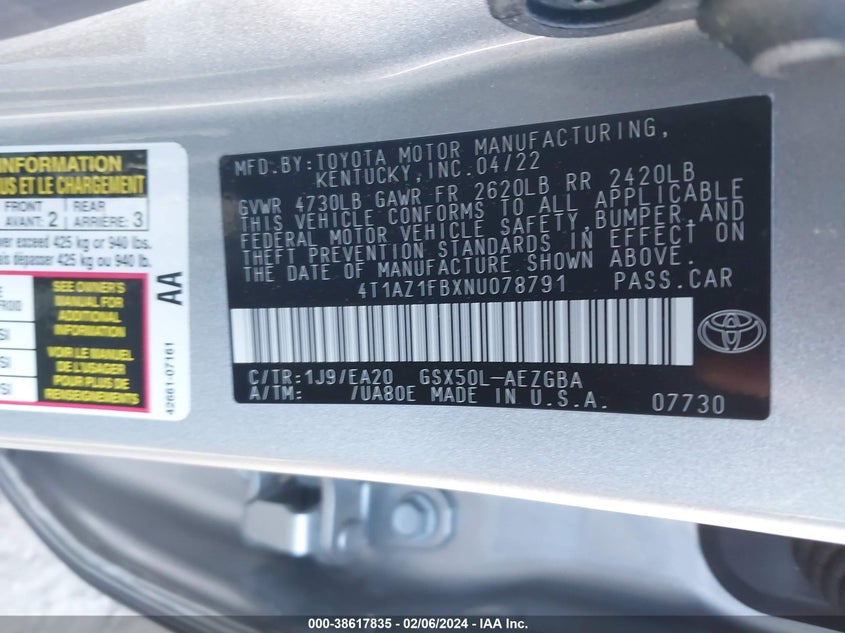 INFORMATION
US ET LE CHARGEMENT
FRONT
AVANT: 2
REAR
ARRIÈRE: 3
ver exceed 425 kg or 940 lbs.
ais dépasser 425 kg ou 940 lb.
SEE OWNER'S
MANUAL FOR
ADDITIONAL
INFORMATION
VOIR LE MANUEL
DE L'USAGER
POUR PLUS DE
RENSEIGNEMENTS
AA
42661-07161
MFD.BY: TOYOTA MOTOR MANUFACTURING,
KENTUCKY, INC. 04/22
GVWR 4730LB GAWR FR 2620LB RR 2420LB
THIS VEHICLE CONFORMS TO ALL APPLICABLE
FEDERAL MOTOR VEHICLE SAFETY, BUMPER, AND
THEFT PREVENTION STANDARDS IN EFFECT ON
THE DATE OF MANUFACTURE SHOWN ABOVE.
4T1AZ1FBXNU078791 PASS.CAR
C/TR: 1J9/EA20 GSX50L-AEZGBA
A/TM: /UA80E MADE IN U.S.A. 07730
000-38617835 - 02/06/2024 - IAA Inc.